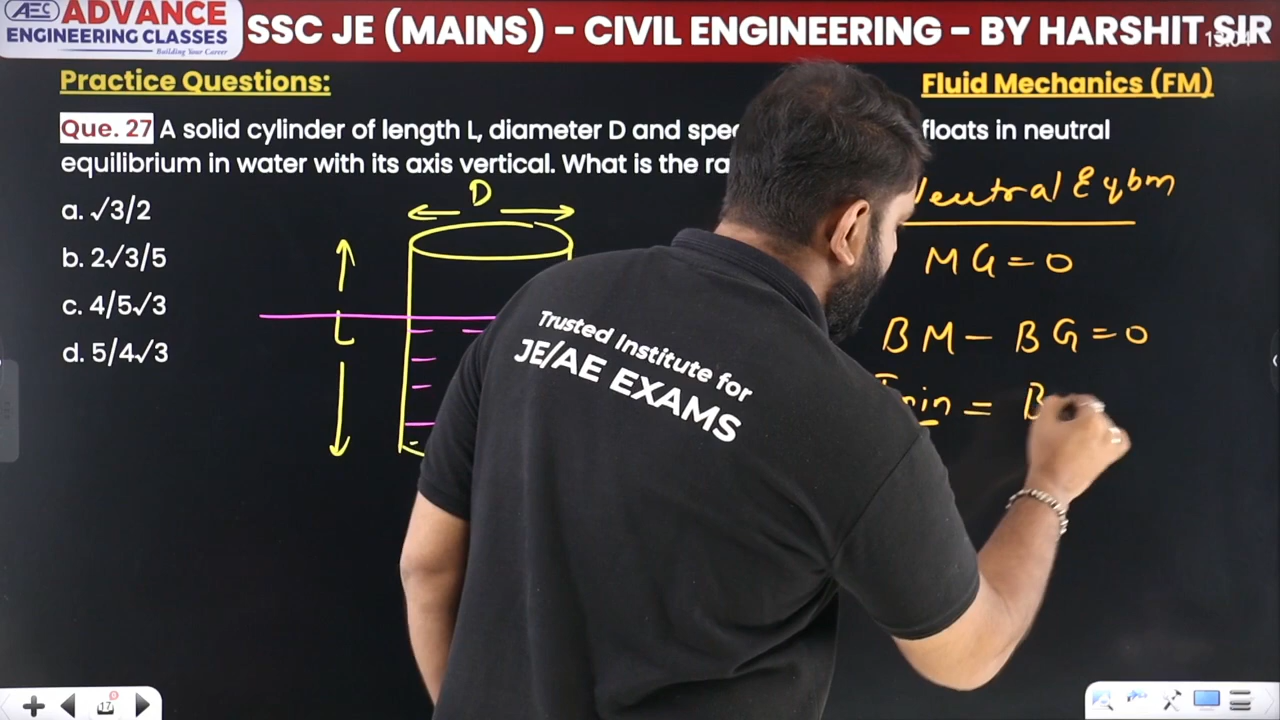 AEC ADVANCE
ENGINEERING CLASSES
Building Your Career
SSC JE (MAINS) - CIVIL ENGINEERING - BY HARSHIT SIR
Practice Questions:
Fluid Mechanics (FM)
Que. 27 A solid cylinder of length L, diameter D and floats in neutral
equilibrium in water with its axis vertical. What is the
a. √3/2
b. 2√3/5
c. 4/5√3
d. 5/4√3
D
L
Eqbm
MG = 0
BM - BG = 0
Trusted Institute for
JE/AE EXAMS
17